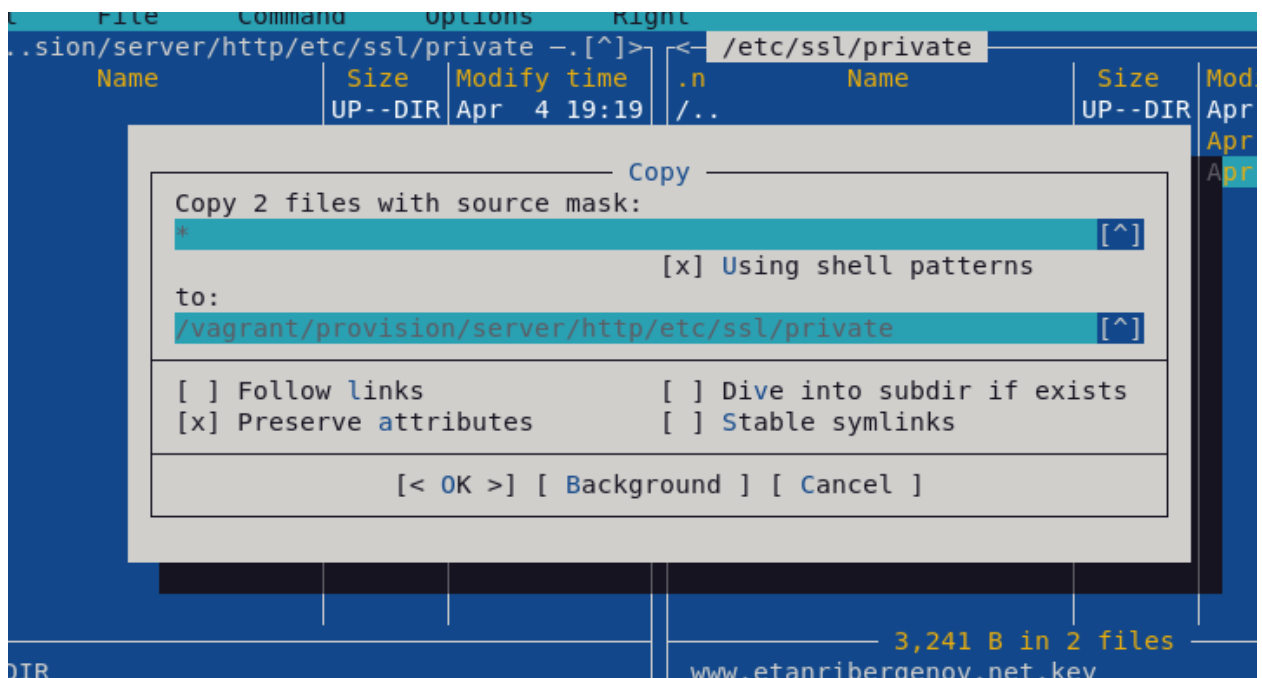 File Command Options Right
..sion/server/http/etc/ssl/private —.[^]> <— /etc/ssl/private
Name Size Modify time .n Name Size Mod
UP--DIR Apr 4 19:19 /.. UP--DIR Apr
Apr
Apr
Copy
Copy 2 files with source mask:
* [^]
[x] Using shell patterns
to:
/vagrant/provision/server/http/etc/ssl/private [^]
[ ] Follow links [ ] Dive into subdir if exists
[x] Preserve attributes [ ] Stable symlinks
[< OK >] [ Background ] [ Cancel ]
3,241 B in 2 files
DIR www.etanribergenov.net.key